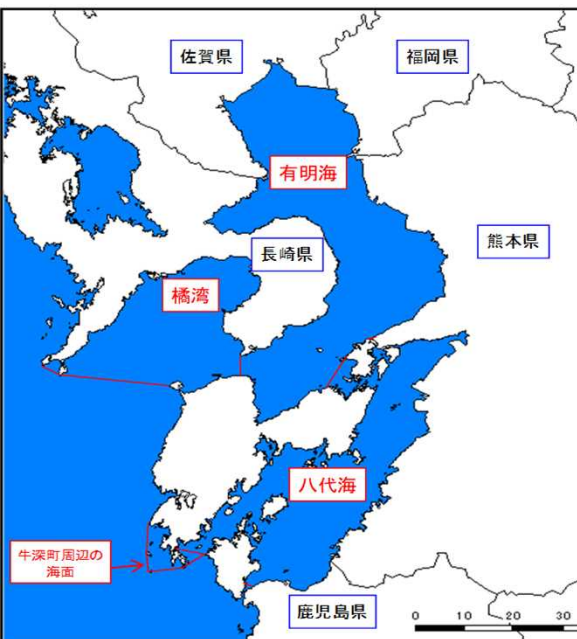 佐賀県
福岡県
有明海
長崎県
熊本県
橘湾
八代海
牛深町周辺の
海面
鹿児島県
0 10 20 30